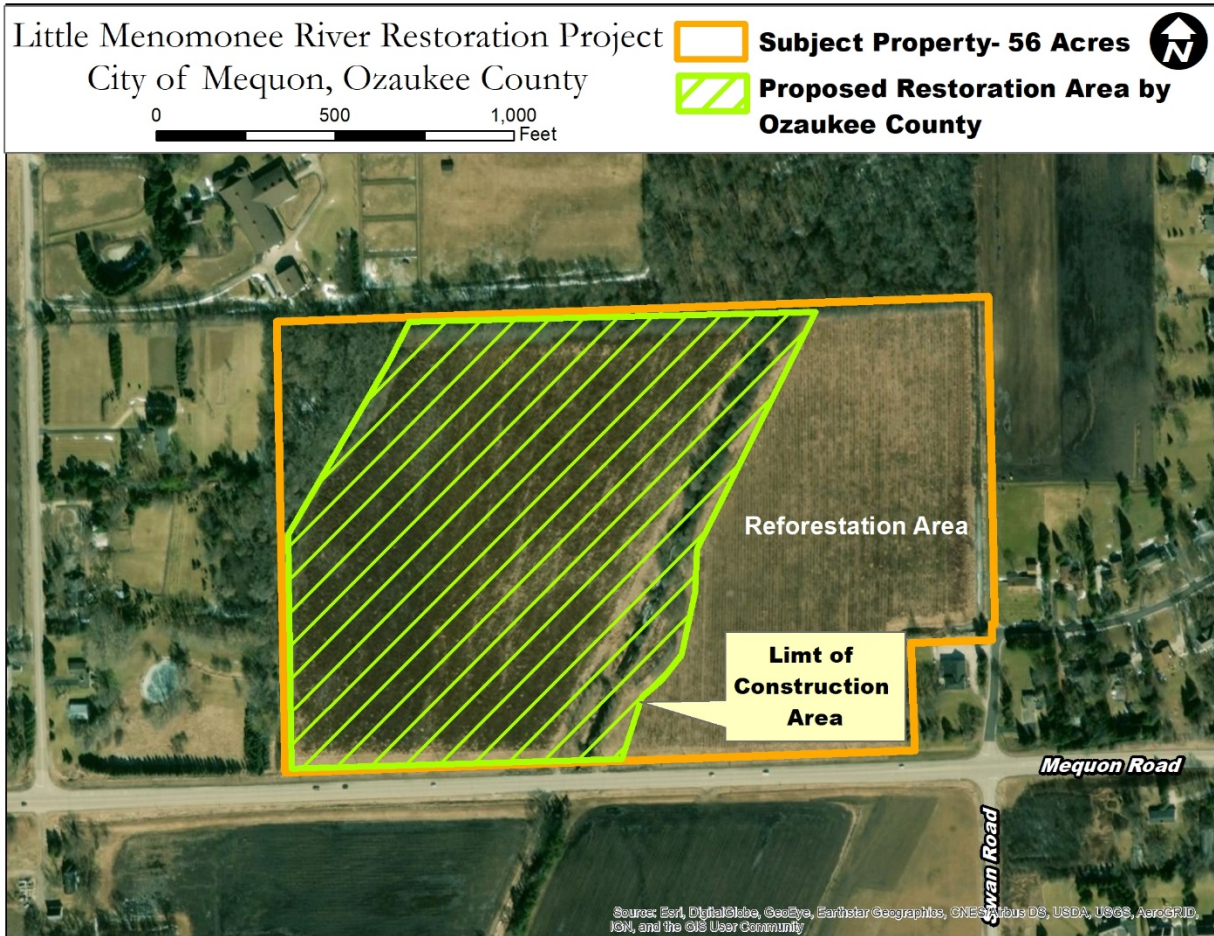 Little Menomonee River Restoration Project
City of Mequon, Ozaukee County
0 500 1,000
Feet
Subject Property- 56 Acres
N
Proposed Restoration Area by
Ozaukee County
Reforestation Area
Limt of
Construction
Area
Mequon Road
Swan Road
Source: Esri, DigitalGlobe, GeoEye, Earthstar Geographics, CNES/Airbus DS, USDA, USGS, AeroGRID,
IGN, and the GIS User Community